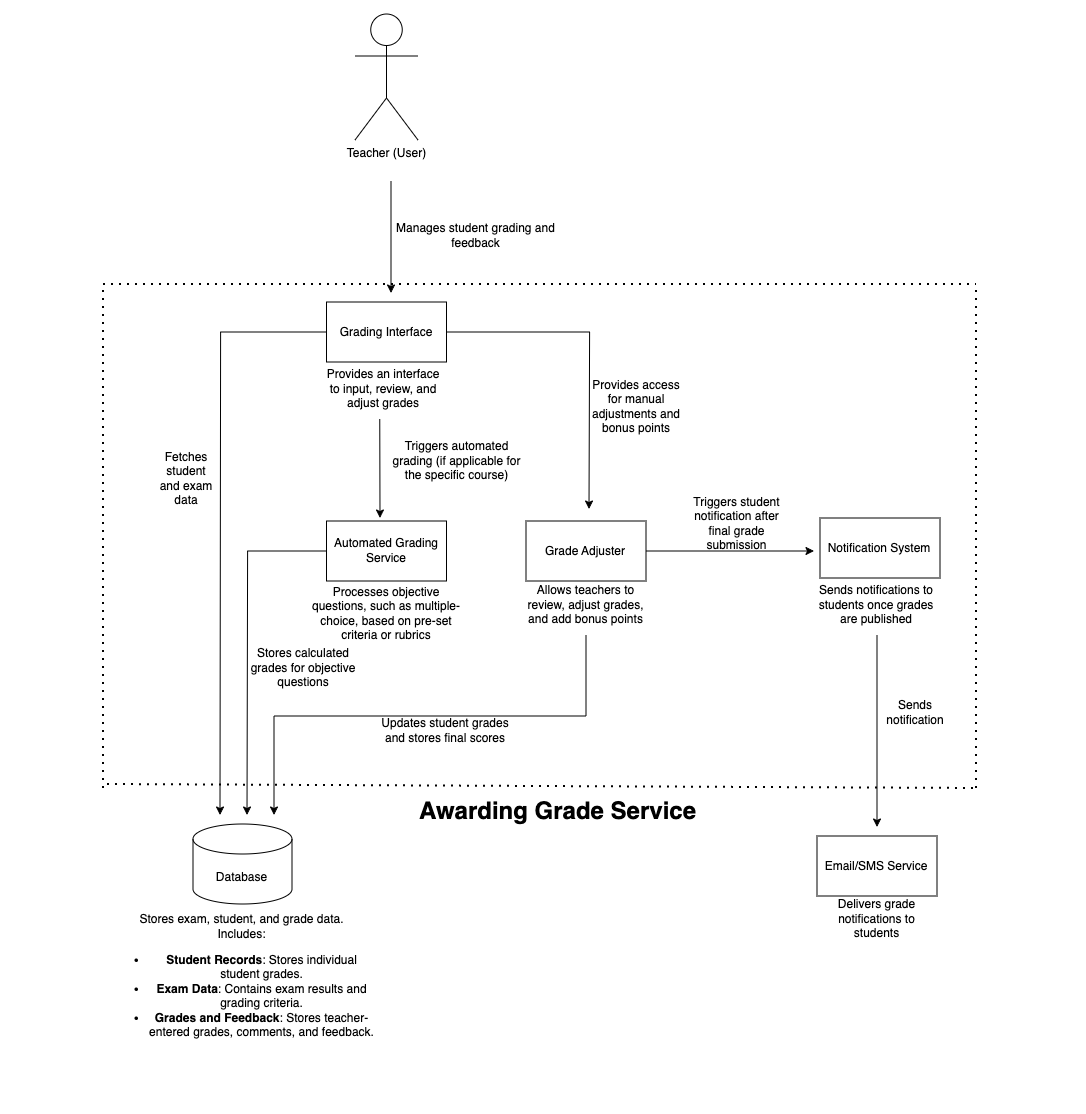 Teacher (User)
Manages student grading and
feedback
Grading Interface
Provides an interface
to input, review, and
adjust grades
Provides access
for manual
adjustments and
bonus points
Triggers automated
grading (if applicable for
the specific course)
Fetches
student
and exam
data
Triggers student
notification after
final grade
submission
Automated Grading
Service
Grade Adjuster
Notification System
Processes objective
questions, such as multiple-
choice, based on pre-set
criteria or rubrics
Allows teachers to
review, adjust grades,
and add bonus points
Sends notifications to
students once grades
are published
Stores calculated
grades for objective
questions
Updates student grades
and stores final scores
Sends
notification
Awarding Grade Service
Database
Email/SMS Service
Delivers grade
notifications to
students
Stores exam, student, and grade data.
Includes:
• Student Records: Stores individual
student grades.
• Exam Data: Contains exam results and
grading criteria.
• Grades and Feedback: Stores teacher-
entered grades, comments, and feedback.